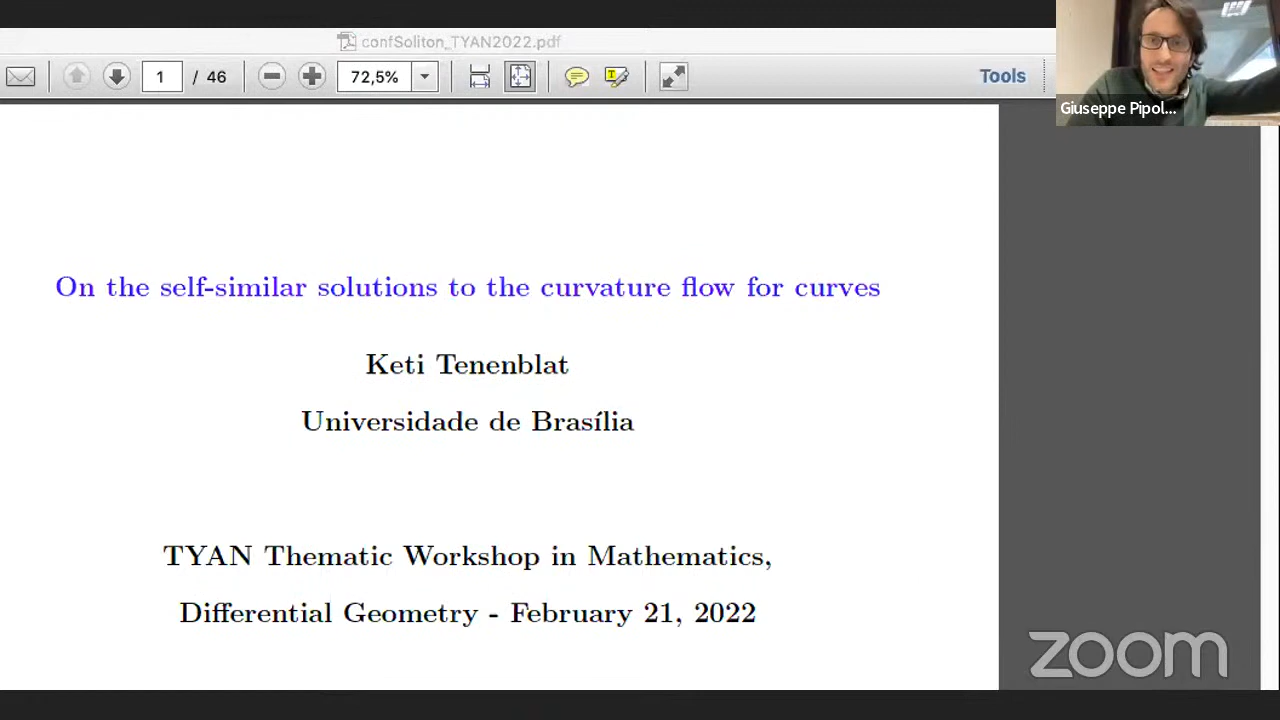 confSoliton_TYAN2022.pdf
1 / 46
72,5%
Tools
Giuseppe Pipol...
On the self-similar solutions to the curvature flow for curves
Keti Tenenblat
Universidade de Brasília
TYAN Thematic Workshop in Mathematics,
Differential Geometry - February 21, 2022
zoom